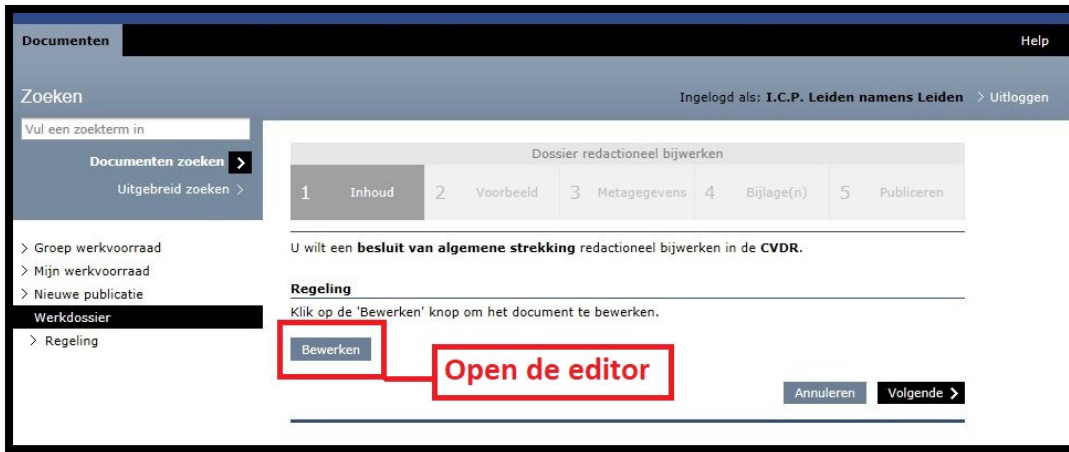 Documenten
Help
Zoeken
Ingelogd als: I.C.P. Leiden namens Leiden > Uitloggen
Vul een zoekterm in
Documenten zoeken >
Uitgebreid zoeken >
Dossier redactioneel bijwerken
1 Inhoud 2 Voorbeeld 3 Metagegevens 4 Bijlage(n) 5 Publiceren
> Groep werkvoorraad
> Mijn werkvoorraad
> Nieuwe publicatie
Werkdossier
> Regeling
U wilt een besluit van algemene strekking redactioneel bijwerken in de CVDR.
Regeling
Klik op de 'Bewerken' knop om het document te bewerken.
Bewerken
Open de editor
Annuleren
Volgende >